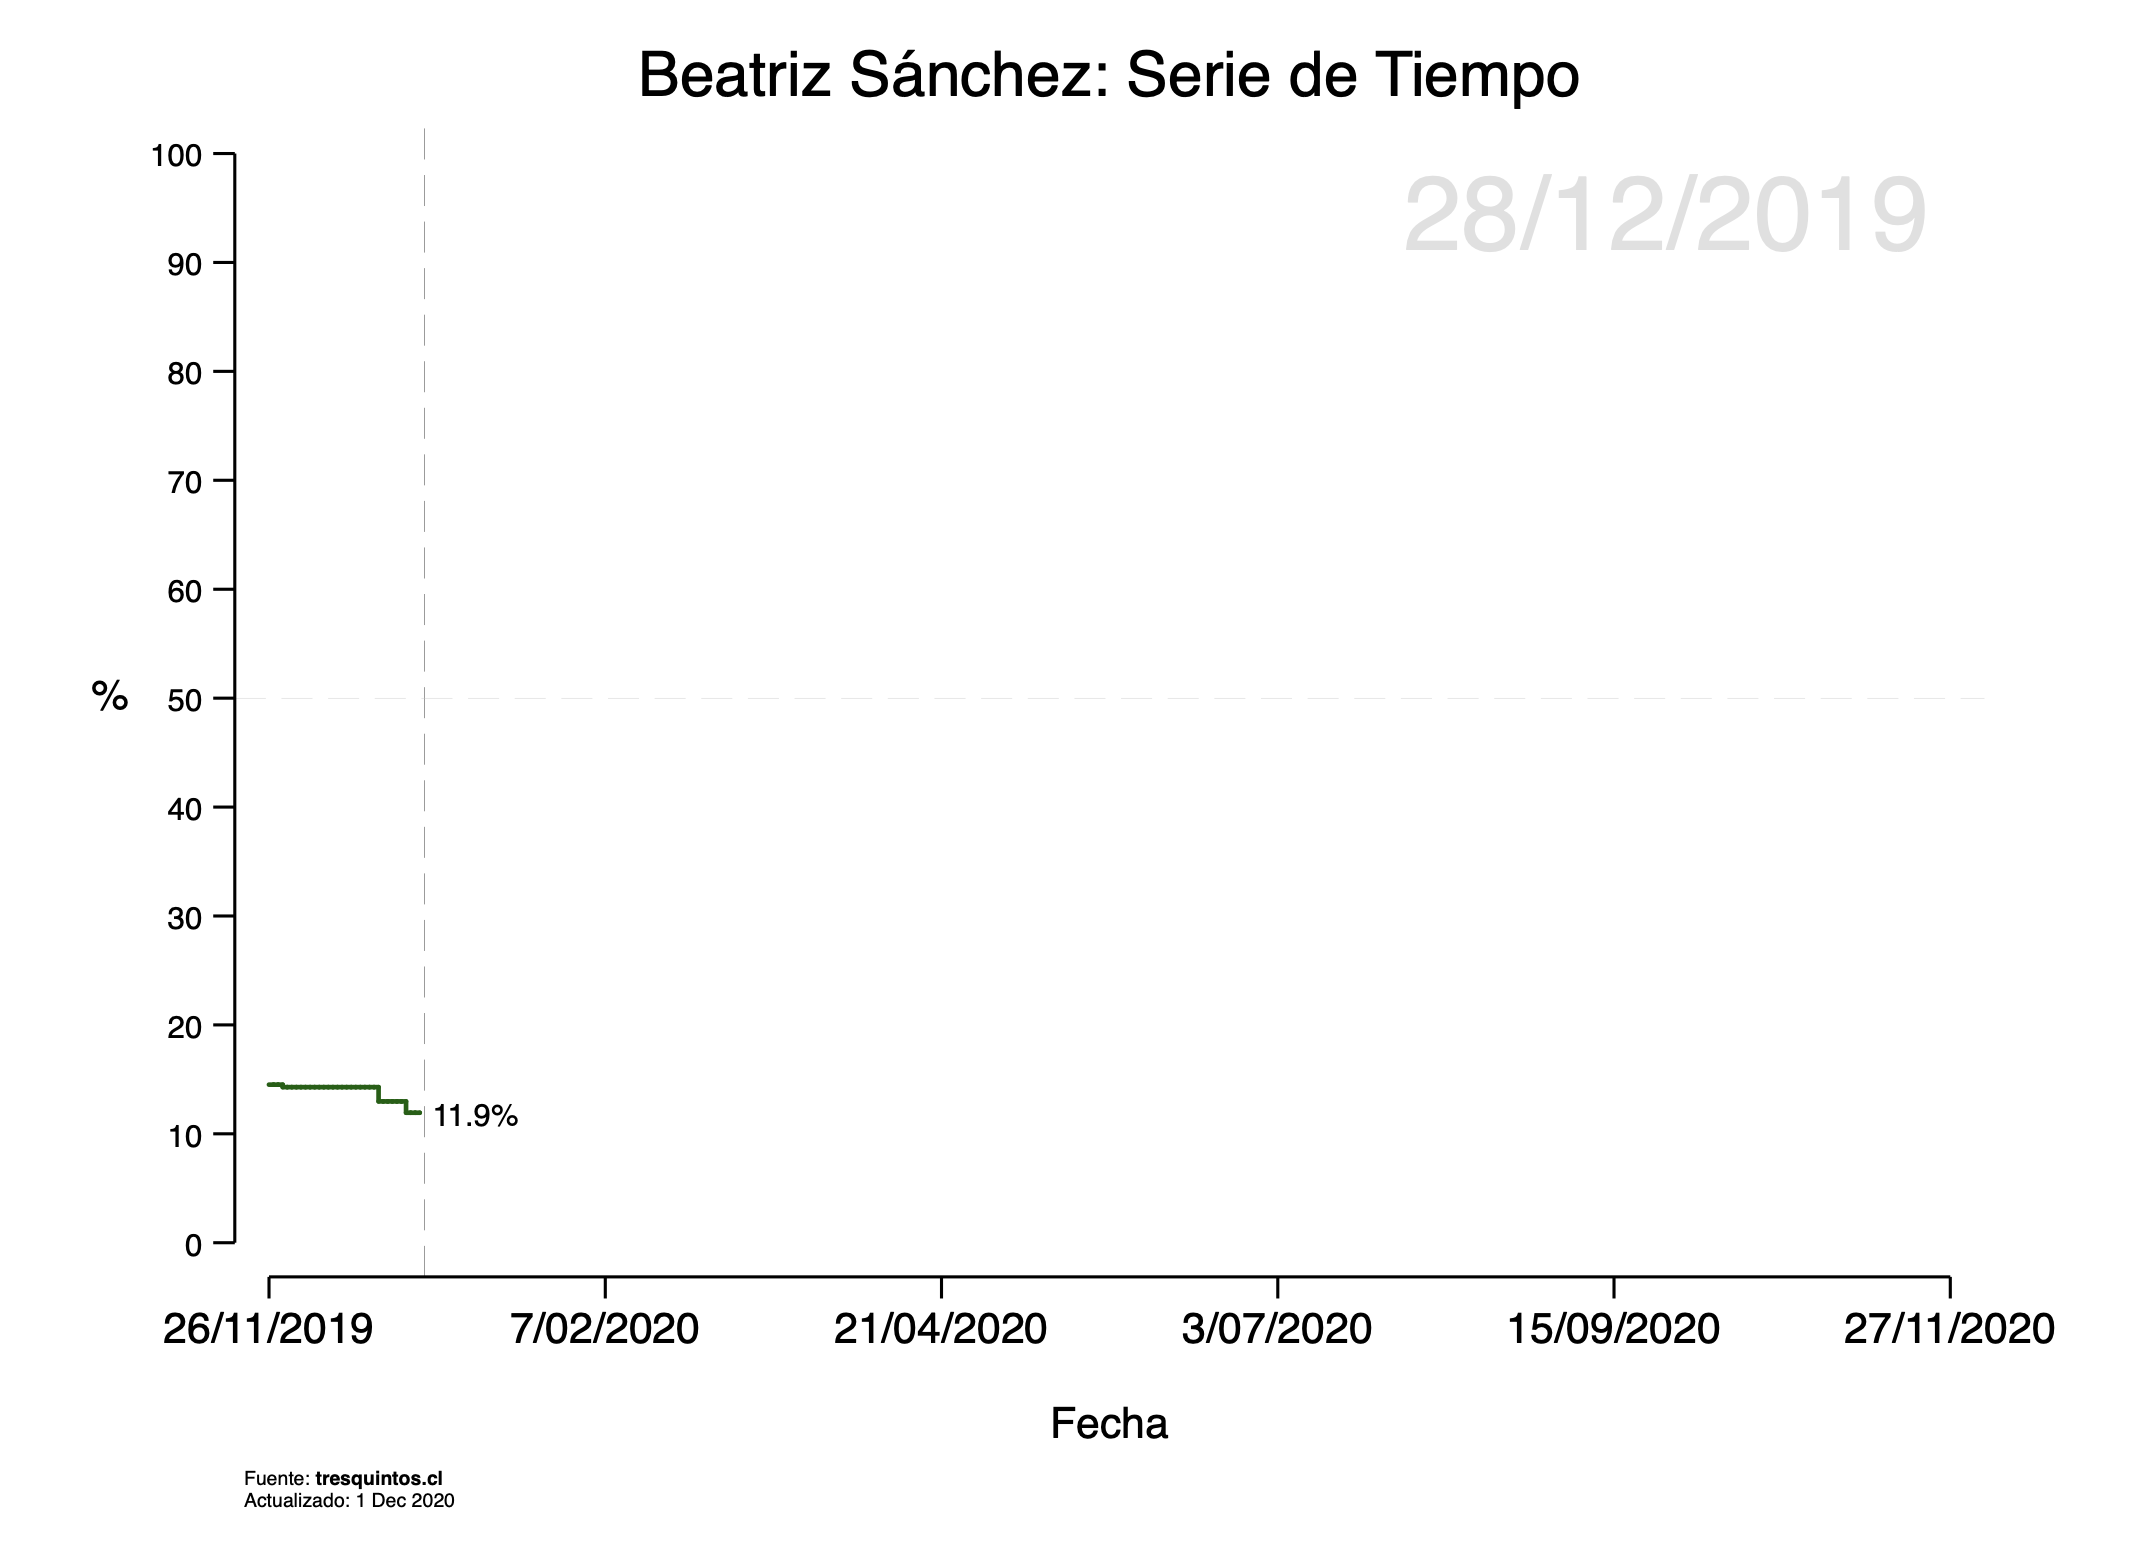 Beatriz Sánchez: Serie de Tiempo
28/12/2019
100
90
80
70
60
%
50
40
30
20
10
0
11.9%
26/11/2019 7/02/2020 21/04/2020 3/07/2020 15/09/2020 27/11/2020
Fecha
Fuente: tresquintos.cl
Actualizado: 1 Dec 2020